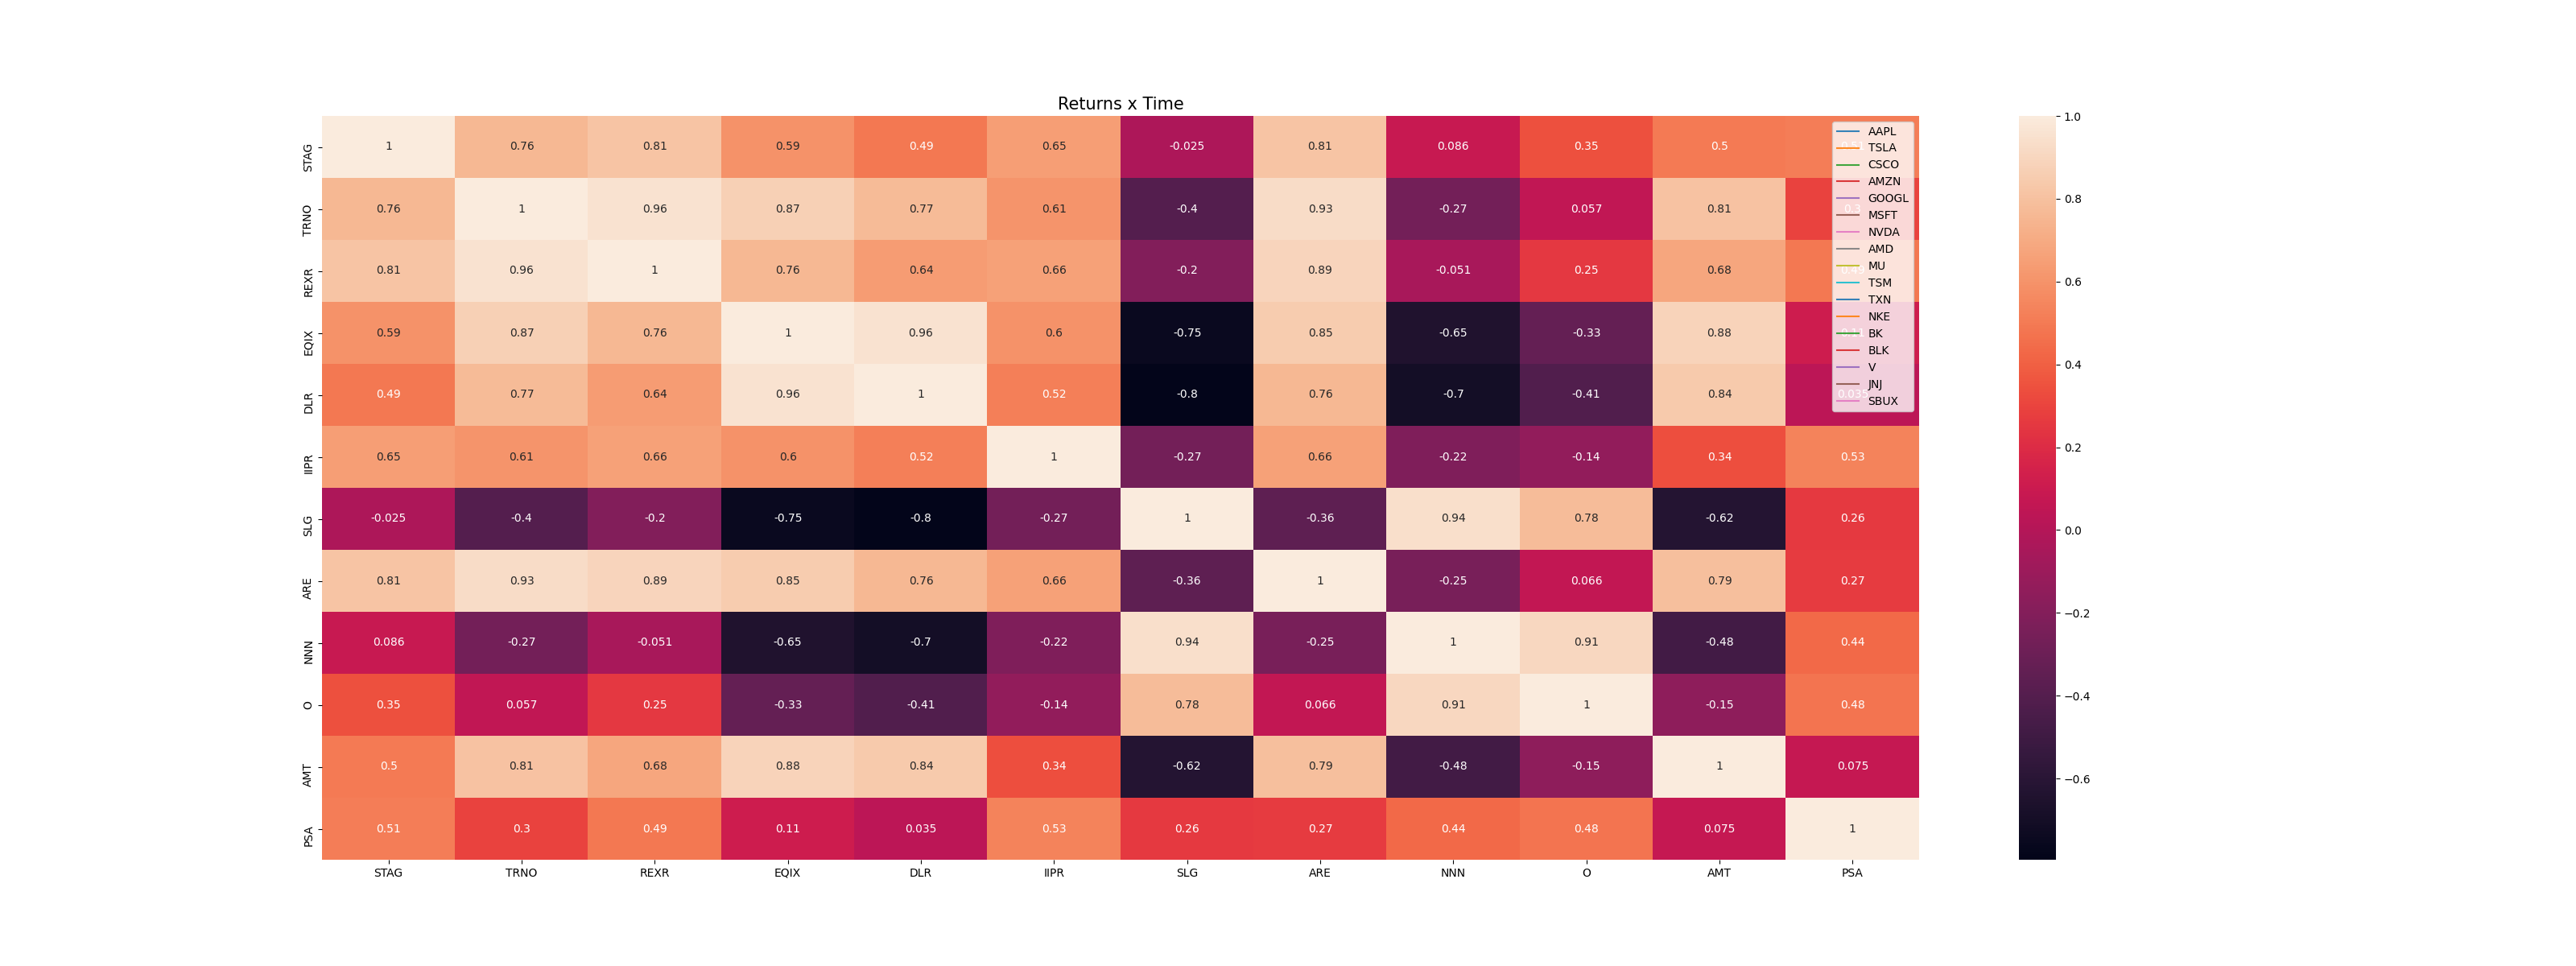 Returns x Time
STAG 1 0.76 0.81 0.59 0.49 0.65 -0.025 0.81 0.086 0.35 0.5
TRNO 0.76 1 0.96 0.87 0.77 0.61 -0.4 0.93 -0.27 0.057 0.81
REXR 0.81 0.96 1 0.76 0.64 0.66 -0.2 0.89 -0.051 0.25 0.68
EQIX 0.59 0.87 0.76 1 0.96 0.6 -0.75 0.85 -0.65 -0.33 0.88
DLR 0.49 0.77 0.64 0.96 1 0.52 -0.8 0.76 -0.7 -0.41 0.84
IIPR 0.65 0.61 0.66 0.6 0.52 1 -0.27 0.66 -0.22 -0.14 0.34 0.53
SLG -0.025 -0.4 -0.2 -0.75 -0.8 -0.27 1 -0.36 0.94 0.78 -0.62 0.26
ARE 0.81 0.93 0.89 0.85 0.76 0.66 -0.36 1 -0.25 0.066 0.79 0.27
NNN 0.086 -0.27 -0.051 -0.65 -0.7 -0.22 0.94 -0.25 1 0.91 -0.48 0.44
O 0.35 0.057 0.25 -0.33 -0.41 -0.14 0.78 0.066 0.91 1 -0.15 0.48
AMT 0.5 0.81 0.68 0.88 0.84 0.34 -0.62 0.79 -0.48 -0.15 1 0.075
PSA 0.51 0.3 0.49 0.11 0.035 0.53 0.26 0.27 0.44 0.48 0.075 1
STAG TRNO REXR EQIX DLR IIPR SLG ARE NNN O AMT PSA
AAPL
TSLA
CSCO
AMZN
GOOGL
MSFT
NVDA
AMD
MU
TSM
TXN
NKE
BK
BLK
V
JNJ
SBUX
1.0
0.8
0.6
0.4
0.2
0.0
−0.2
−0.4
−0.6